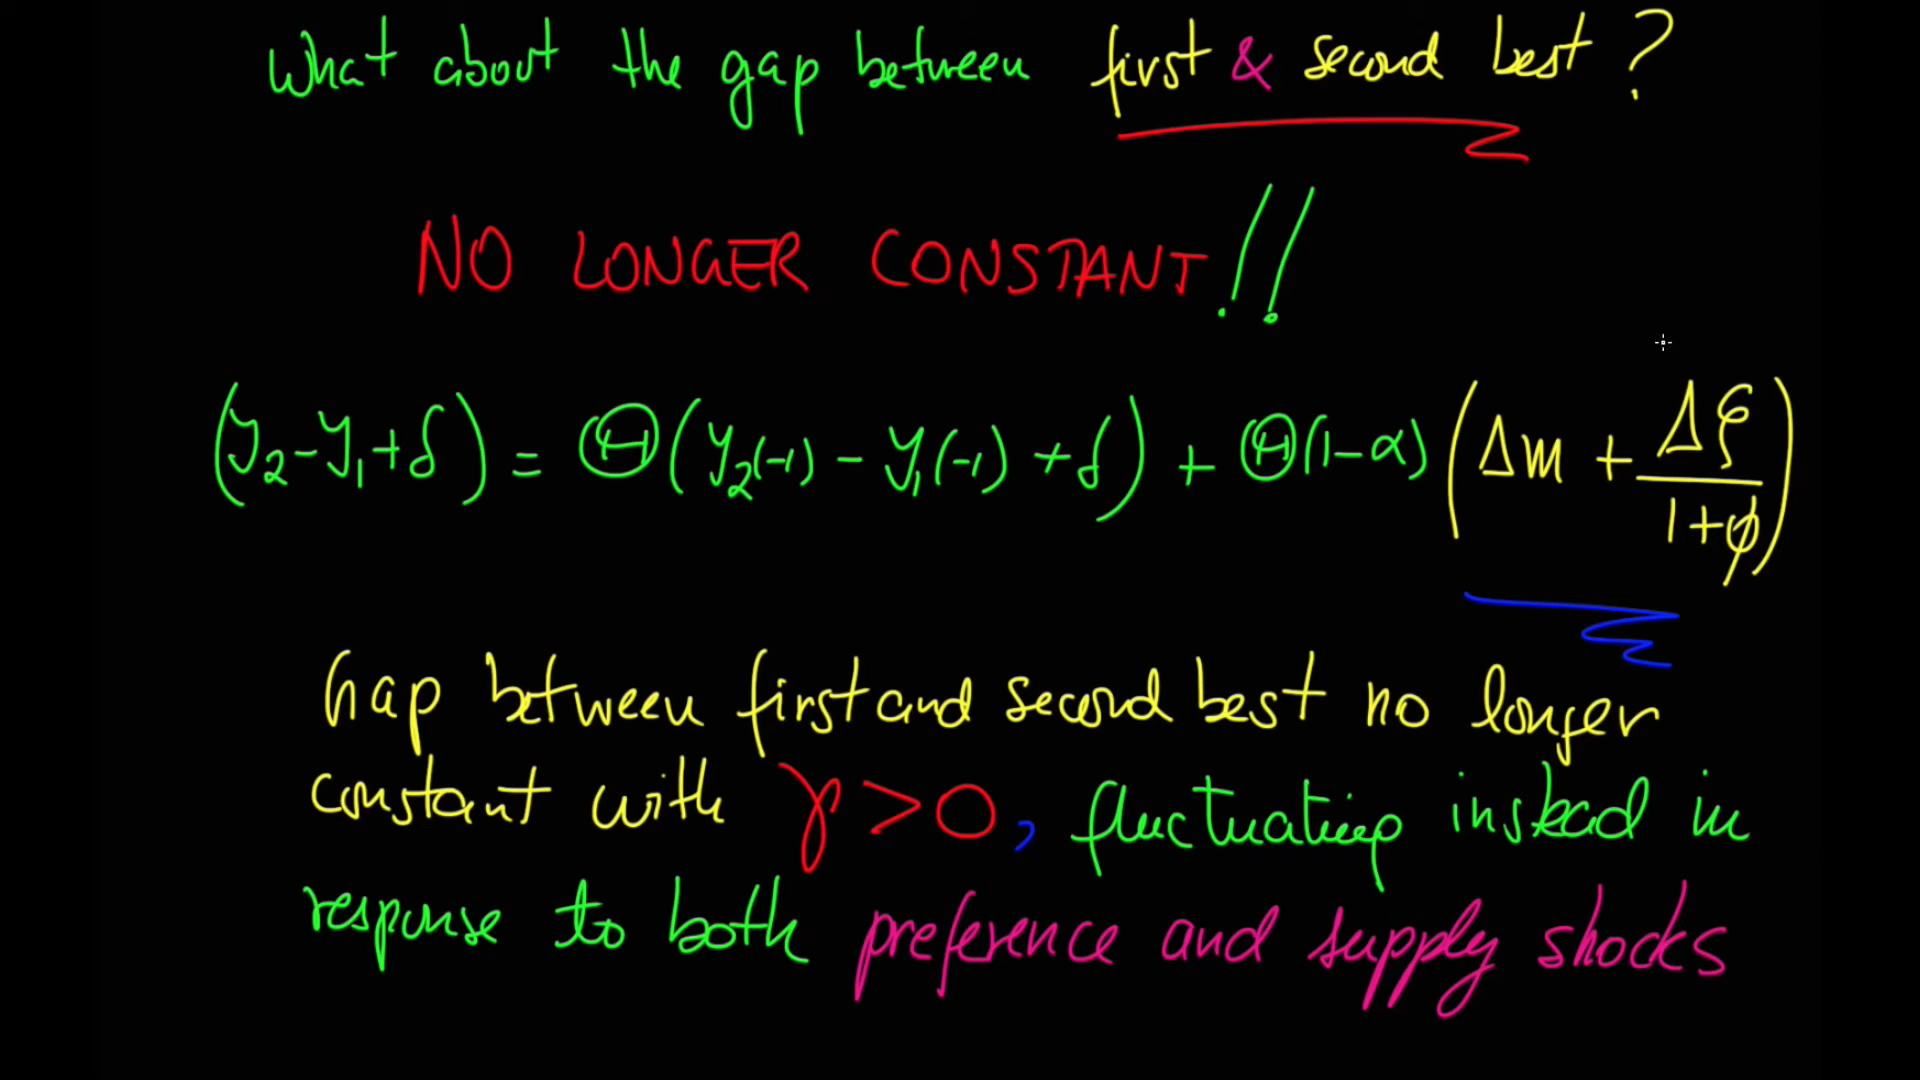 What about the gap between first & second best?
NO LONGER CONSTANT!!
(y₂ - y₁ + δ) = Θ(y₂(-1) - y₁(-1) + δ) + Θ(1-α)(Δm + Δξ/(1+φ))
Gap between first and second best no longer
constant with γ > 0, fluctuating instead in
response to both preference and supply shocks